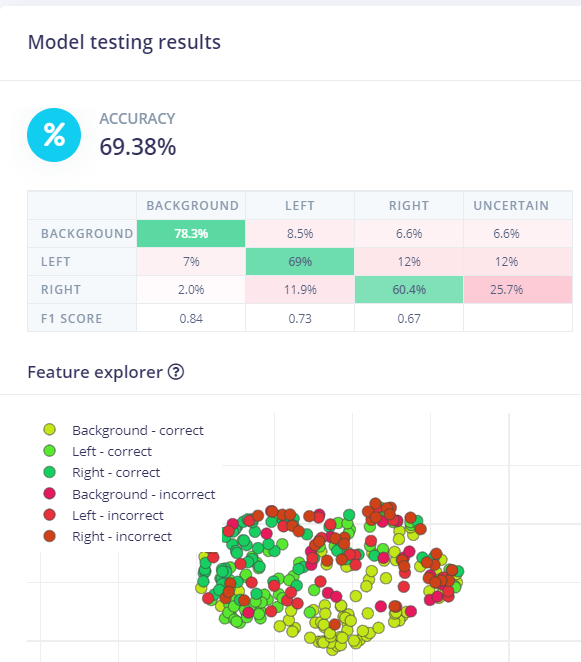 Model testing results
%
ACCURACY
69.38%
BACKGROUND LEFT RIGHT UNCERTAIN
BACKGROUND 78.3% 8.5% 6.6% 6.6%
LEFT 7% 69% 12% 12%
RIGHT 2.0% 11.9% 60.4% 25.7%
F1 SCORE 0.84 0.73 0.67
Feature explorer ?
Background - correct
Left - correct
Right - correct
Background - incorrect
Left - incorrect
Right - incorrect